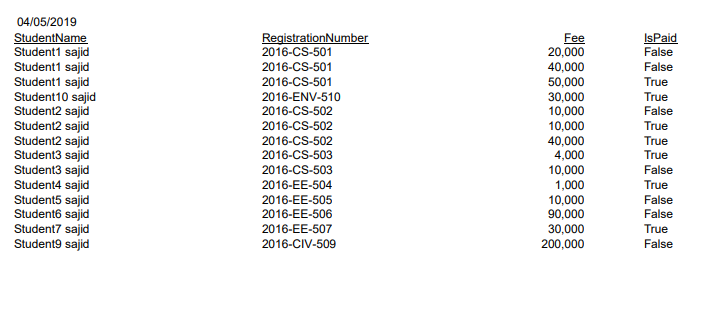 04/05/2019
StudentName RegistrationNumber Fee IsPaid
Student1 sajid 2016-CS-501 20,000 False
Student1 sajid 2016-CS-501 40,000 False
Student1 sajid 2016-CS-501 50,000 True
Student10 sajid 2016-ENV-510 30,000 True
Student2 sajid 2016-CS-502 10,000 False
Student2 sajid 2016-CS-502 10,000 True
Student2 sajid 2016-CS-502 40,000 True
Student3 sajid 2016-CS-503 4,000 True
Student3 sajid 2016-CS-503 10,000 False
Student4 sajid 2016-EE-504 1,000 True
Student5 sajid 2016-EE-505 10,000 False
Student6 sajid 2016-EE-506 90,000 False
Student7 sajid 2016-EE-507 30,000 True
Student9 sajid 2016-CIV-509 200,000 False